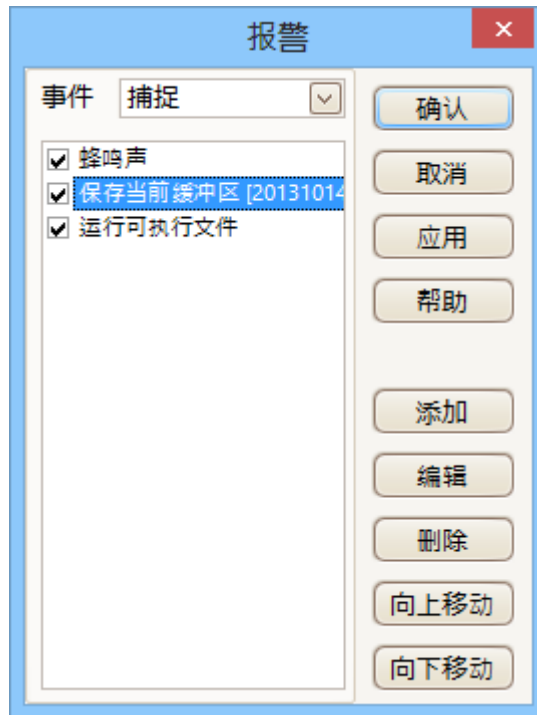 报警
事件 捕捉
蜂鸣声
保存当前缓冲区 [20131014
运行可执行文件
确认
取消
应用
帮助
添加
编辑
删除
向上移动
向下移动